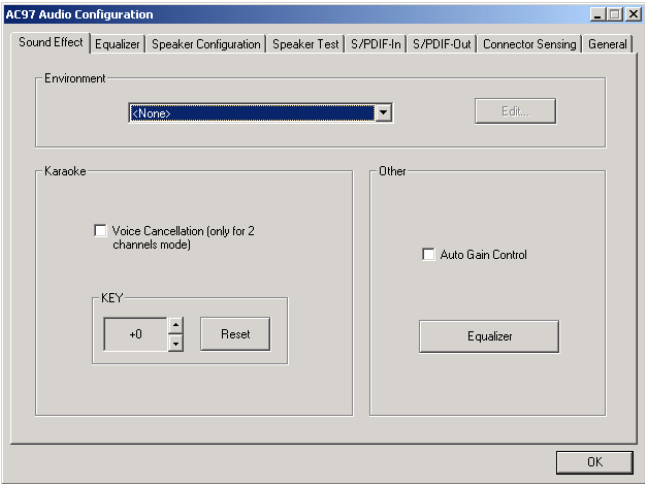 AC97 Audio Configuration
Sound Effect Equalizer Speaker Configuration Speaker Test S/PDIF-In S/PDIF-Out Connector Sensing General
Environment
<None>
Edit...
Karaoke
Voice Cancellation (only for 2
channels mode)
KEY
+0
Reset
Other
Auto Gain Control
Equalizer
OK